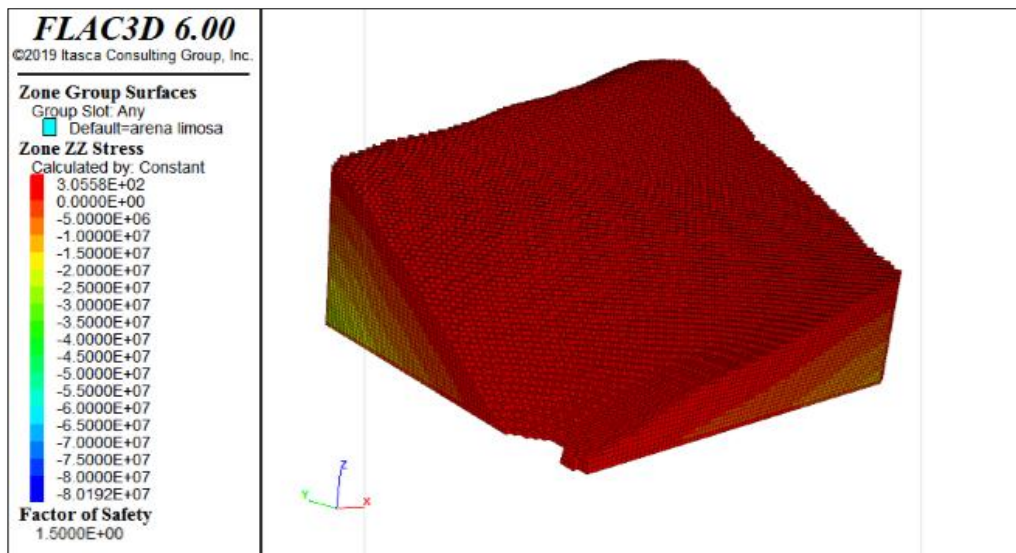 FLAC3D 6.00
©2019 Itasca Consulting Group, Inc.
Zone Group Surfaces
Group Slot: Any
Default=arena limosa
Zone ZZ Stress
Calculated by: Constant
3.0558E+02
0.0000E+00
-5.0000E+06
-1.0000E+07
-1.5000E+07
-2.0000E+07
-2.5000E+07
-3.0000E+07
-3.5000E+07
-4.0000E+07
-4.5000E+07
-5.0000E+07
-5.5000E+07
-6.0000E+07
-6.5000E+07
-7.0000E+07
-7.5000E+07
-8.0000E+07
-8.0192E+07
Factor of Safety
1.5000E+00
Z
Y
X